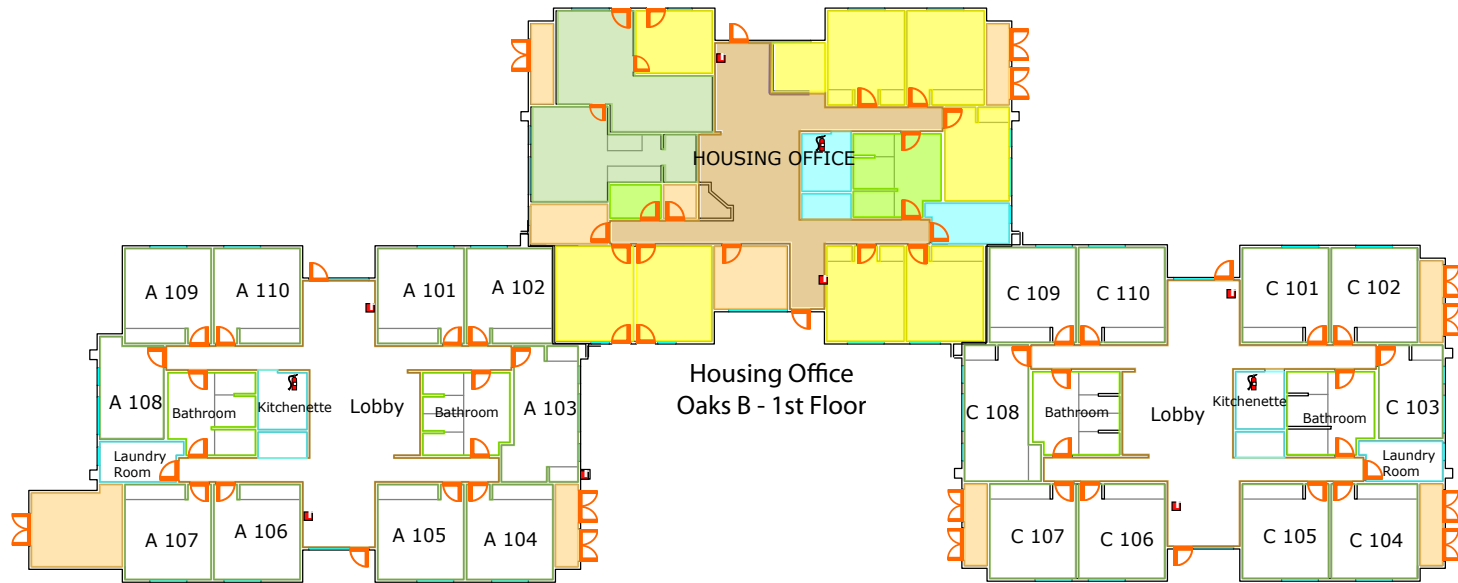 HOUSING OFFICE
A 109
A 110
A 101
A 102
C 109
C 110
C 101
C 102
Housing Office
Oaks B - 1st Floor
A 108
Bathroom
Kitchenette
Lobby
Bathroom
A 103
C 108
Bathroom
Lobby
Kitchenette
Bathroom
C 103
Laundry
Room
Laundry
Room
A 107
A 106
A 105
A 104
C 107
C 106
C 105
C 104